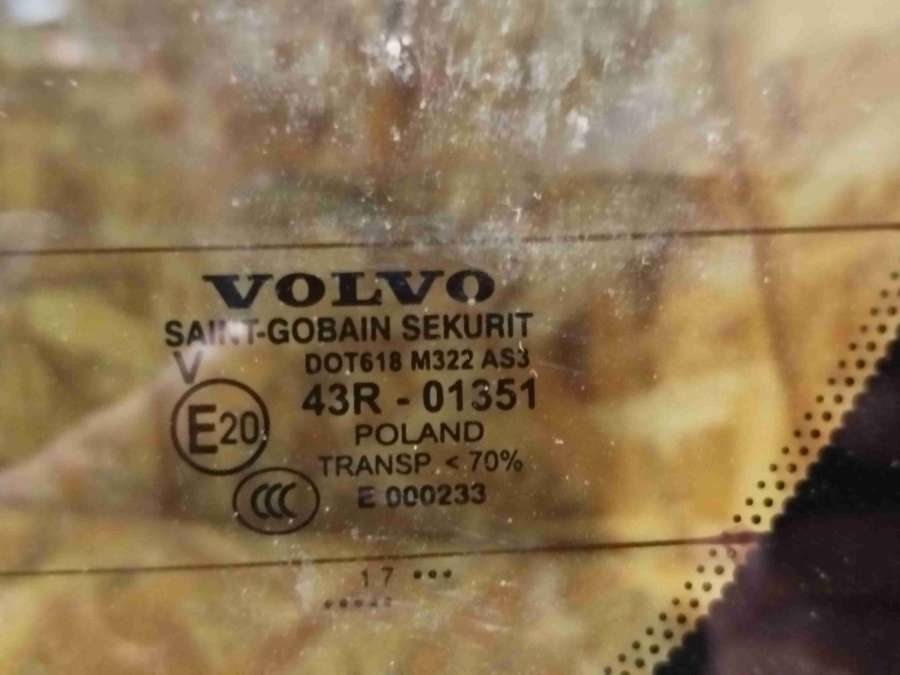 VOLVO
SAINT-GOBAIN SEKURIT
V DOT618 M322 AS3
43R - 01351
E20
POLAND
TRANSP. < 70%
CCC
E 000233
17 •••